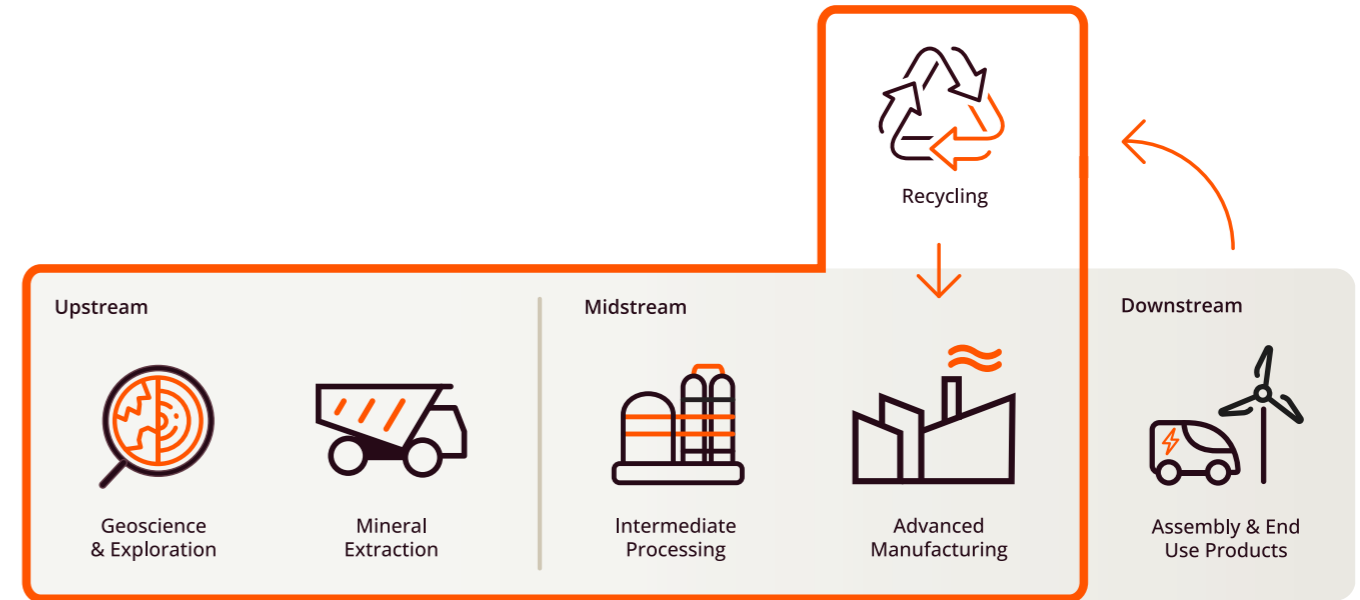 Recycling
Upstream
Midstream
Downstream
Geoscience
& Exploration
Mineral
Extraction
Intermediate
Processing
Advanced
Manufacturing
Assembly & End
Use Products